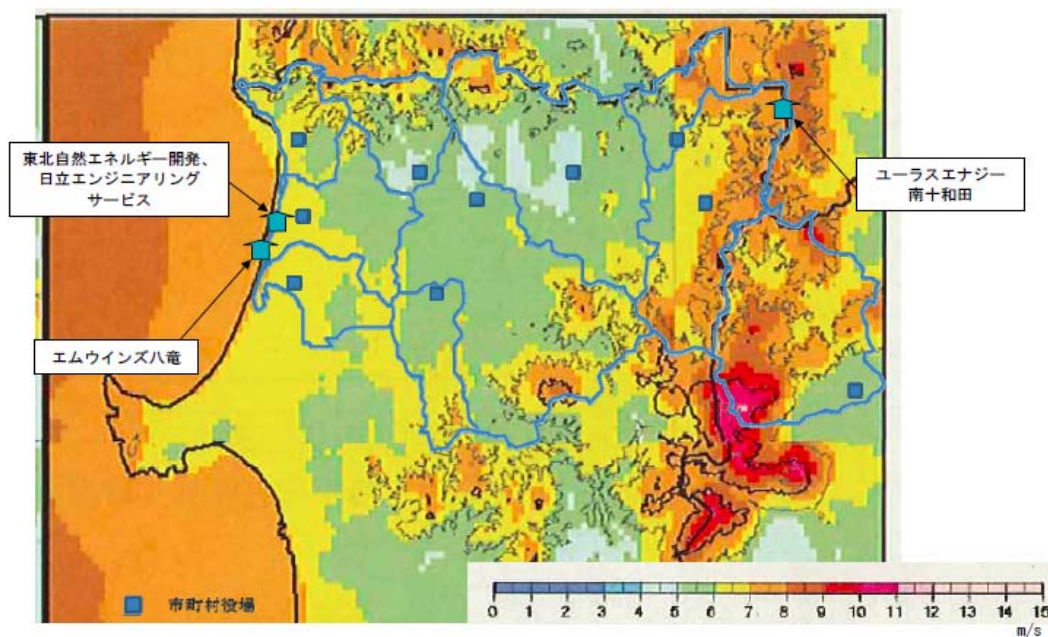 東北自然エネルギー開発、
日立エンジニアリング
サービス
ユーラスエナジー
南十和田
エムウインズ八竜
市町村役場
0 1 2 3 4 5 6 7 8 9 10 11 12 13 14 15
m/s